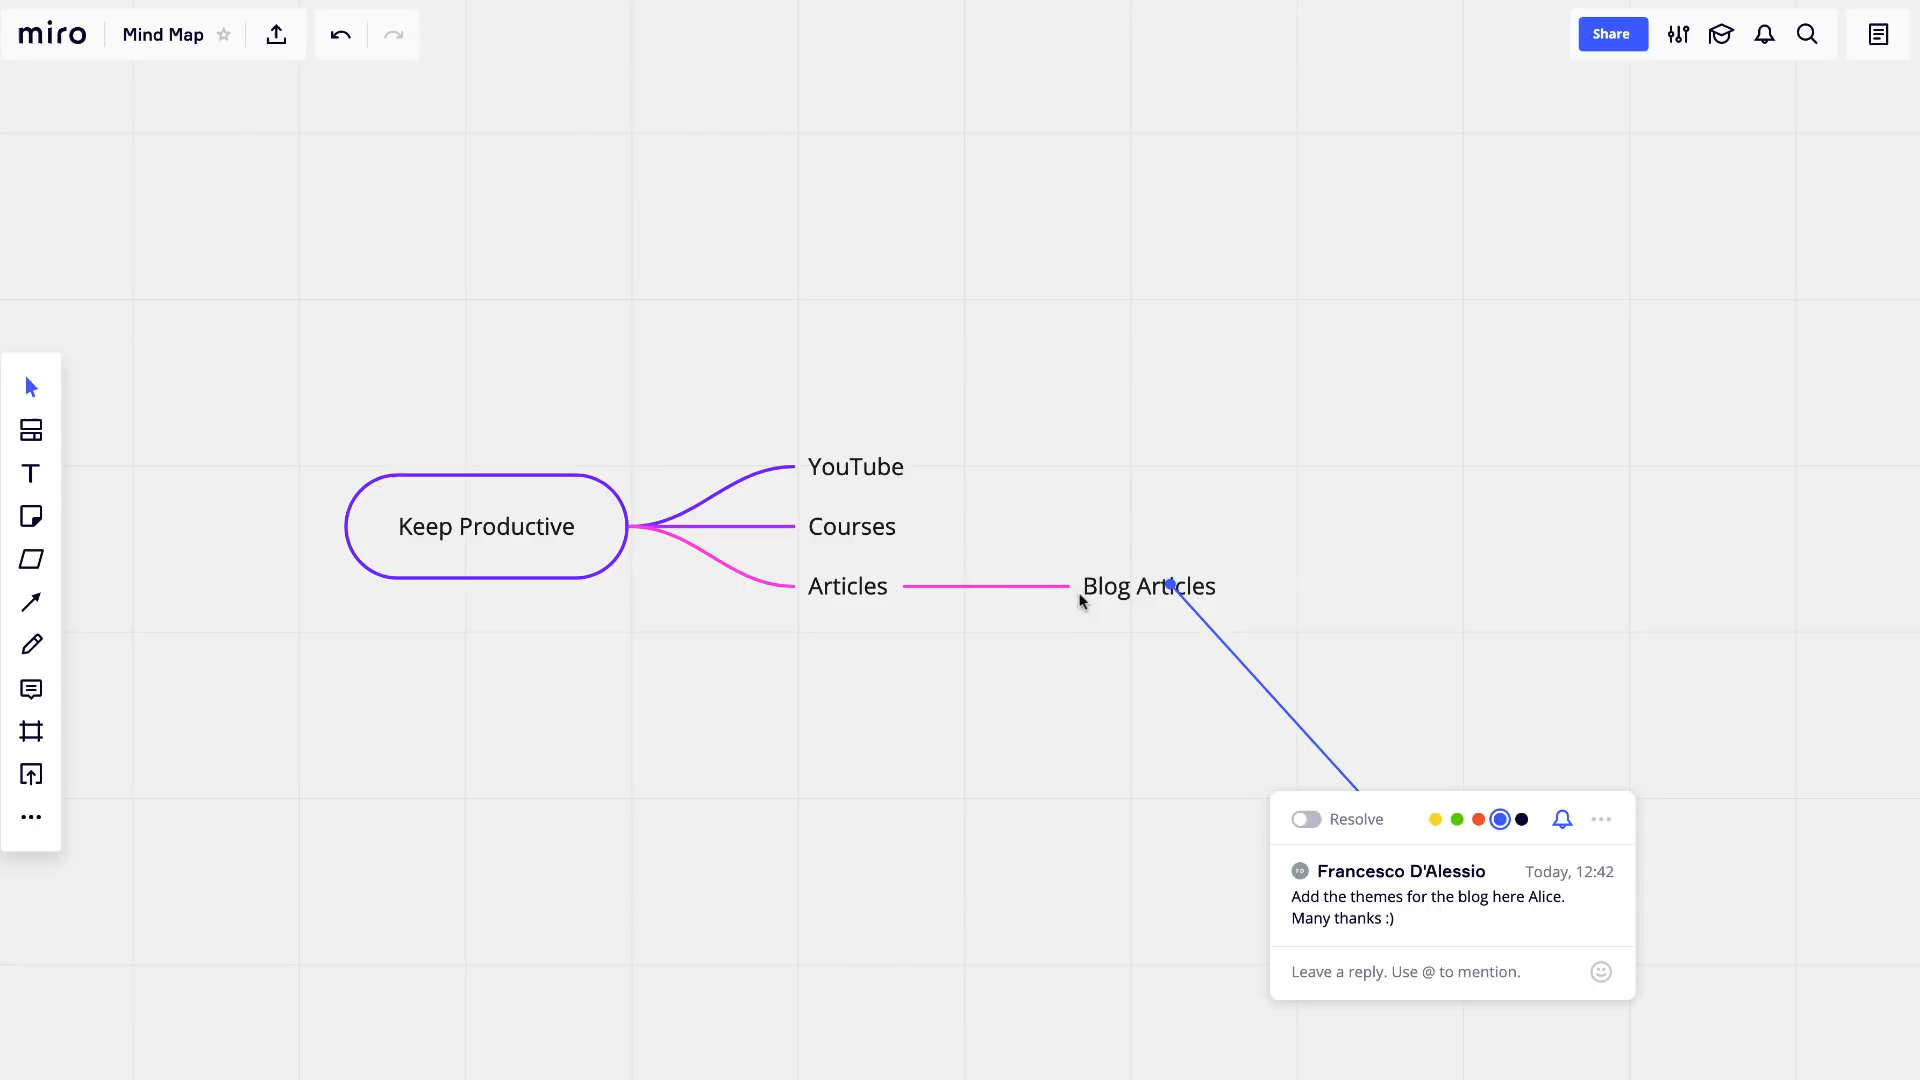 miro
Mind Map
Share
YouTube
Keep Productive
Courses
Articles
Blog Articles
Resolve
Francesco D'Alessio
Today, 12:42
Add the themes for the blog here Alice.
Many thanks :)
Leave a reply. Use @ to mention.